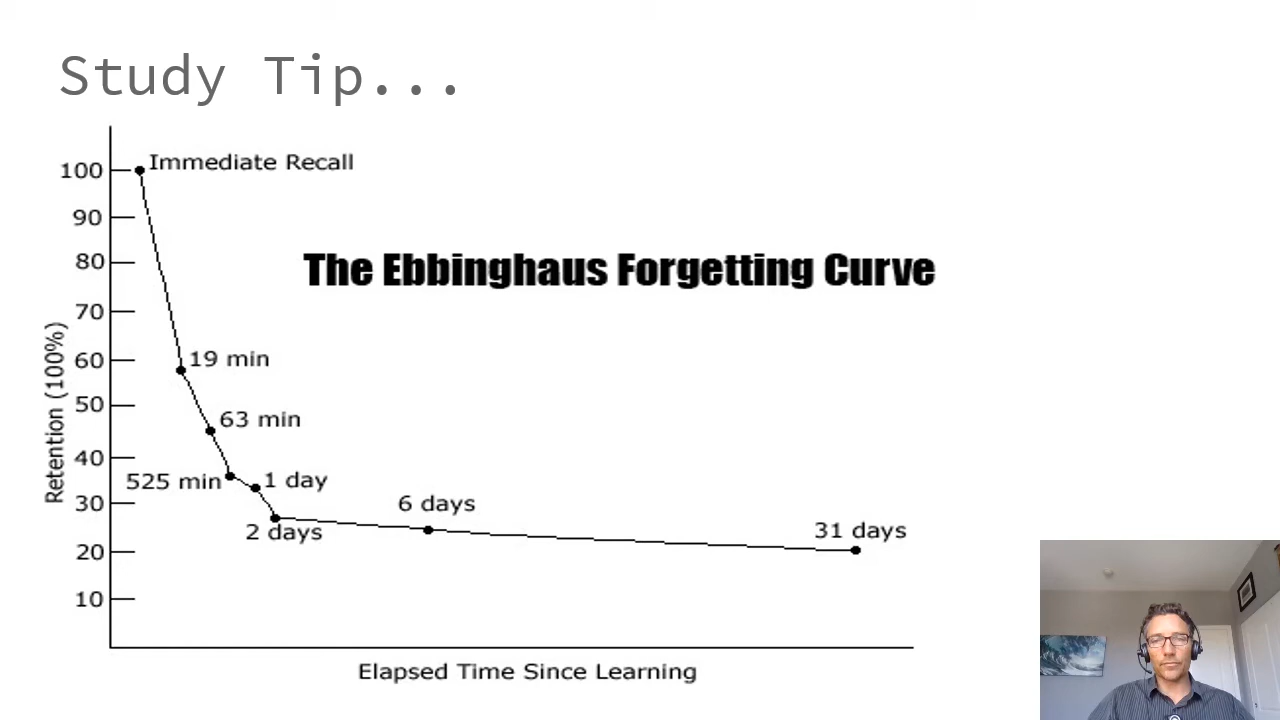 Study Tip...
Immediate Recall
100
90
The Ebbinghaus Forgetting Curve
80
70
60
19 min
50
63 min
40
525 min
1 day
30
6 days
2 days
31 days
20
10
Retention (100%)
Elapsed Time Since Learning